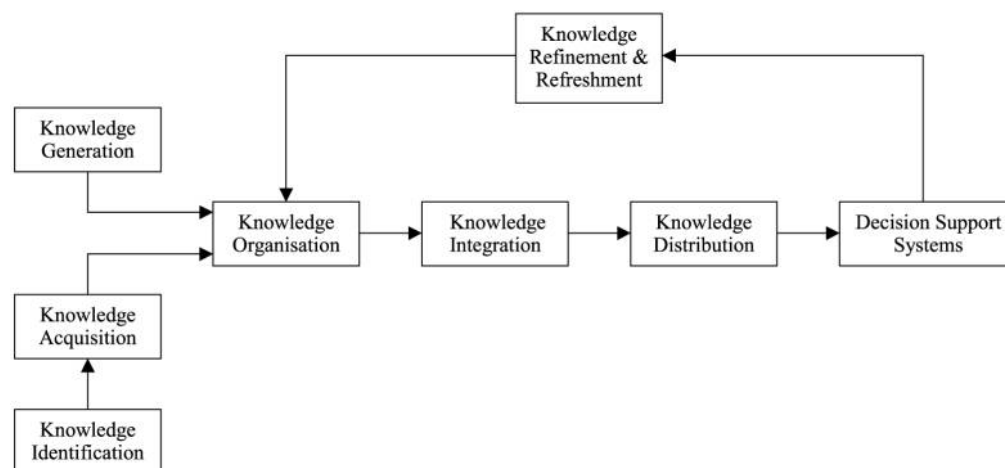 Knowledge
Refinement &
Refreshment
Knowledge
Generation
Knowledge
Organisation
Knowledge
Integration
Knowledge
Distribution
Decision Support
Systems
Knowledge
Acquisition
Knowledge
Identification